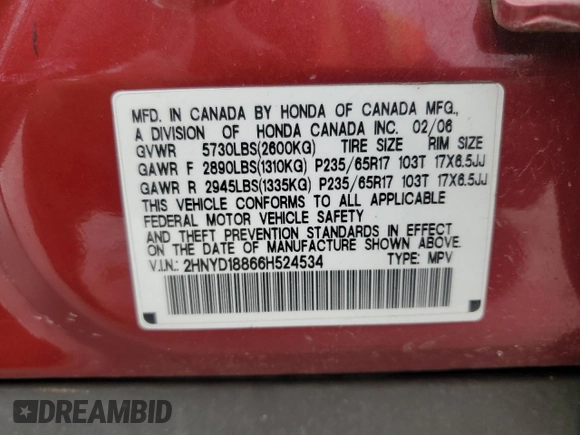 MFD. IN CANADA BY HONDA OF CANADA MFG.,
A DIVISION OF HONDA CANADA INC. 02/06
GVWR 5730LBS(2600KG) TIRE SIZE RIM SIZE
GAWR F 2890LBS(1310KG) P235/65R17 103T 17X6.5JJ
GAWR R 2945LBS(1335KG) P235/65R17 103T 17X6.5JJ
THIS VEHICLE CONFORMS TO ALL APPLICABLE
FEDERAL MOTOR VEHICLE SAFETY
AND THEFT PREVENTION STANDARDS IN EFFECT
ON THE DATE OF MANUFACTURE SHOWN ABOVE.
V.I.N.: 2HNYD18866H524534 TYPE: MPV
DREAMBID